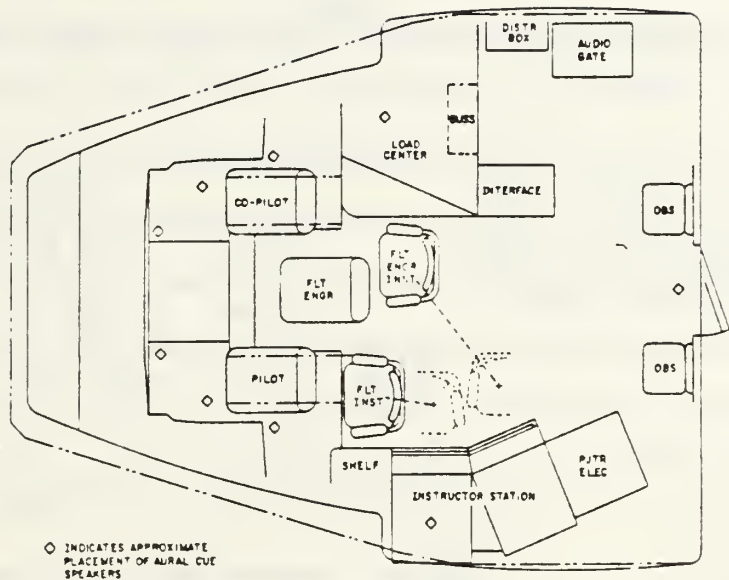 DISTR
BOX
AUDIO
GATE
BUSS
LOAD
CENTER
INTERFACE
CO-PILOT
OBS
FLT
ENGR
INST
FLT
ENGR
PILOT
FLT
INST
OBS
SHELF
PJTR
ELEC
INSTRUCTOR STATION
INDICATES APPROXIMATE
PLACEMENT OF AURAL CUE
SPEAKERS